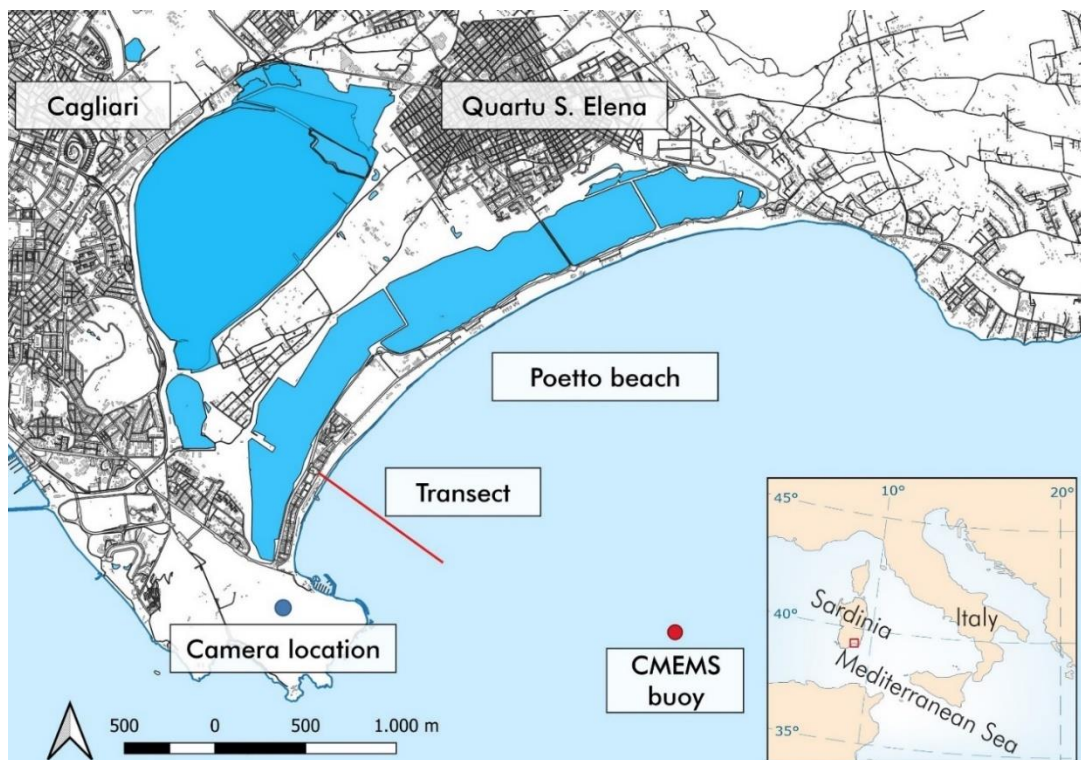 Cagliari
Quartu S. Elena
Poetto beach
Transect
Camera location
CMEMS
buoy
500 0 500 1.000 m
45° 10° 20°
40°
35°
Sardinia
Italy
Mediterranean Sea